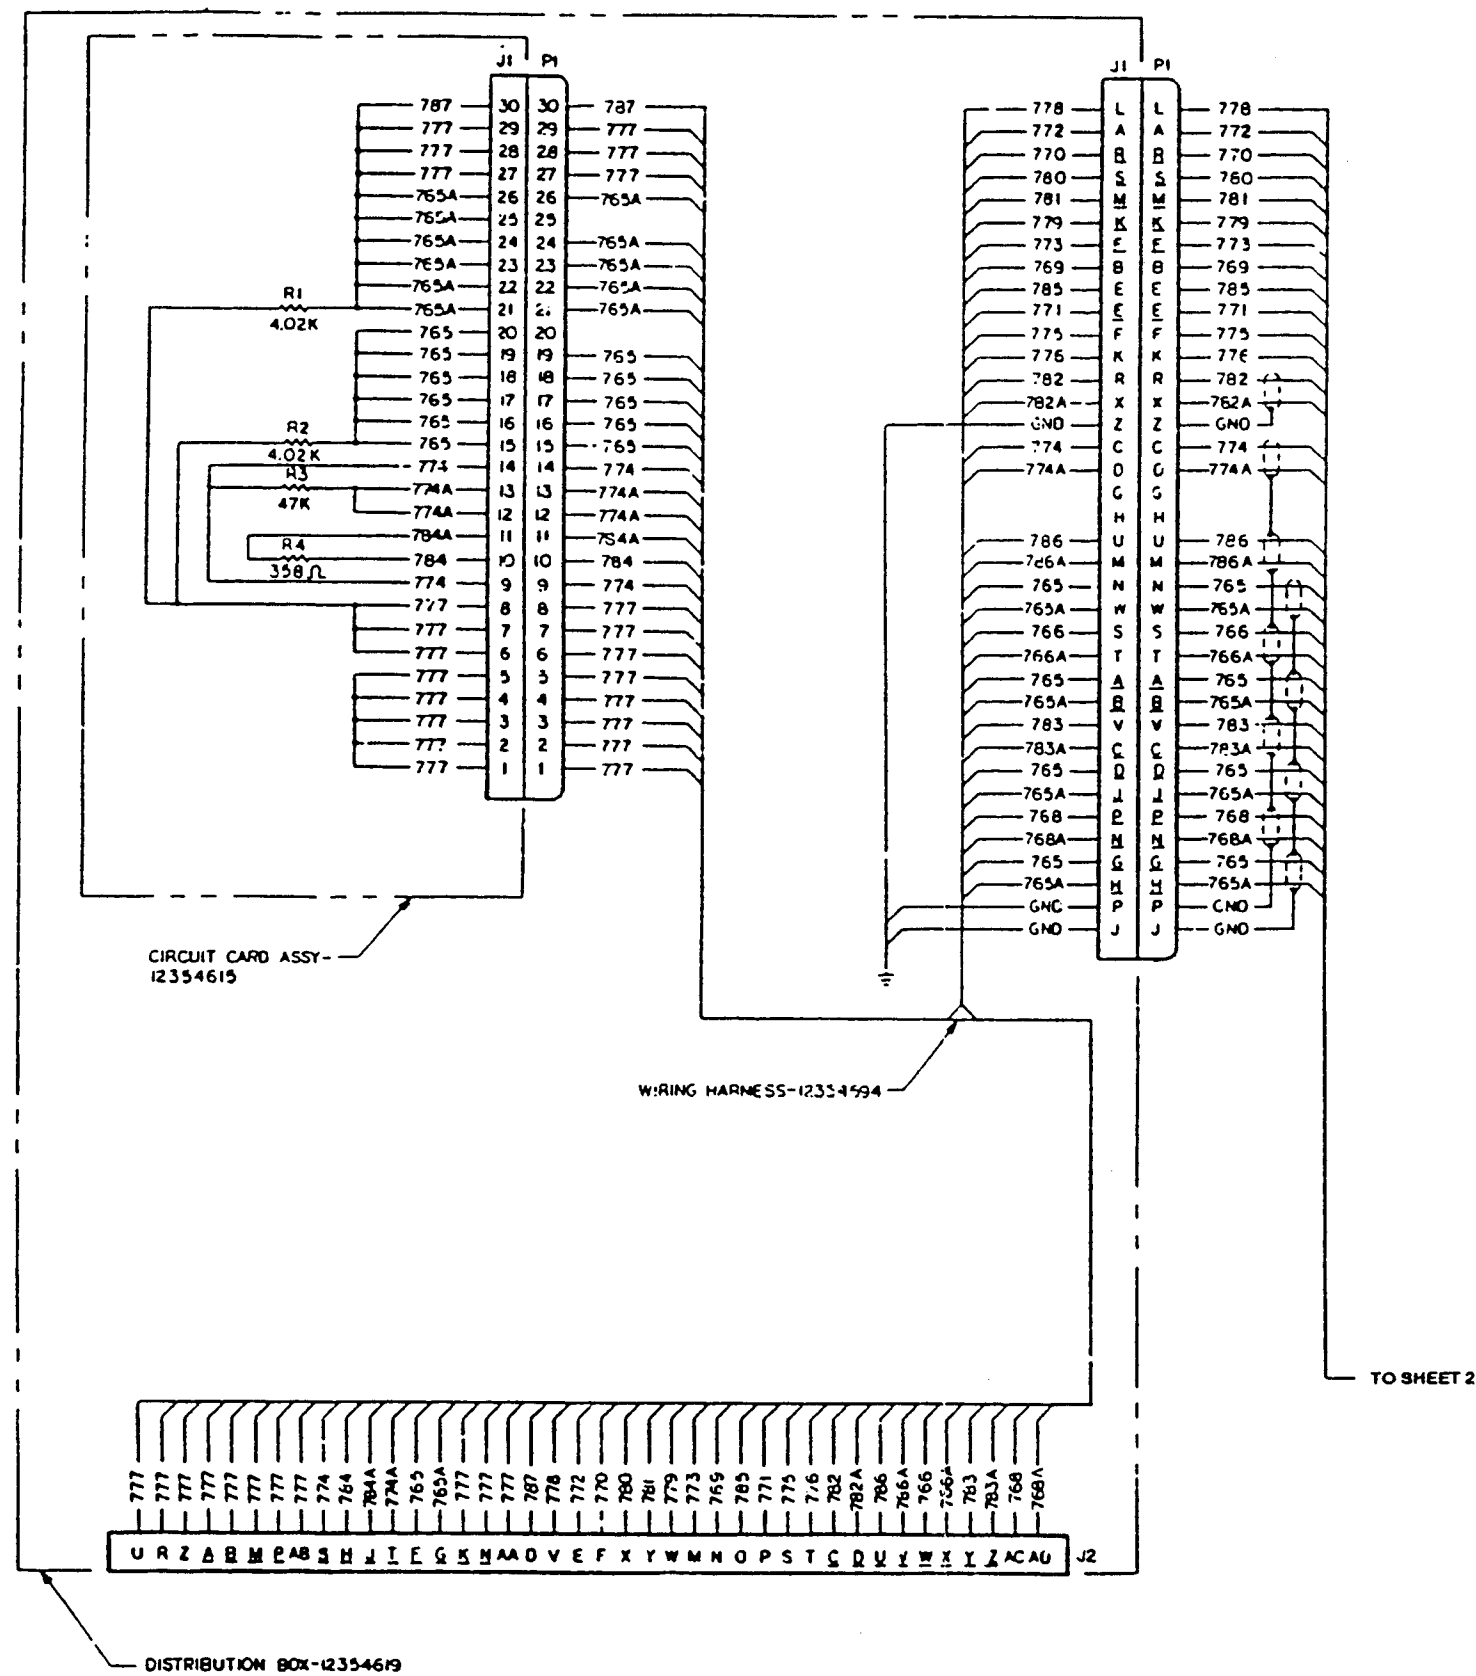 J1 P1
787 30 30 787
777 29 29 777
777 28 28 777
777 27 27 777
765A 26 26 765A
765A 25 25
765A 24 24 765A
765A 23 23 765A
765A 22 22 765A
765A 21 765A
765 20 20
765 19 19 765
765 18 18 765
765 17 17 765
765 16 16 765
765 15 15 765
14 14 774
774A 13 13 774A
774A 12 12 774A
784A 11 11
784 10 10 784
774 9 9 774
8 8 777
777 7 7 777
777 6 6 777
777 5 777
777 4 4 777
777 3 3 777
777 2 2 777
777 1 1 777
R1
4.02K
R2
4.02K
R3
47K
R4
358Ω
CIRCUIT CARD ASSY-
12354615
J1 P1
778 L L 778
772 A A 772
770 R R 770
780 S S
781 M M 781
779 K K 779
773 F F 773
769 B B 769
785 E E 785
771 E E 771
775 F F 775
776 K K
782 R R 782
782A X X
GND Z Z GND
774 C C 774
774A D 774A
G G
H H
786 U U 786
M M 786A
765 N N 765
765A W W 765A
766 S S 766
766A T T 766A
765 A A 765
765A B B 765A
783 V V 783
783A C C 783A
765 D D 765
765A J J 765A
768 P P 768
768A N N 768A
765 G G 765
765A H H 765A
P P GND
GND J J GND
WIRING HARNESS-
TO SHEET 2
777 777 777 777 777 777 777 777 774 784A 774A 765 765A 777 777 777 787 778 772 770 780 781 779 773 769 785 771 775 776 782 782A 786 766 783 783A 768 768A
U R Z A B M P AB S H J T F G K N AA D V E F X Y W M N O P S T C D U V W X Y Z AC J2
DISTRIBUTION BOX-12354619